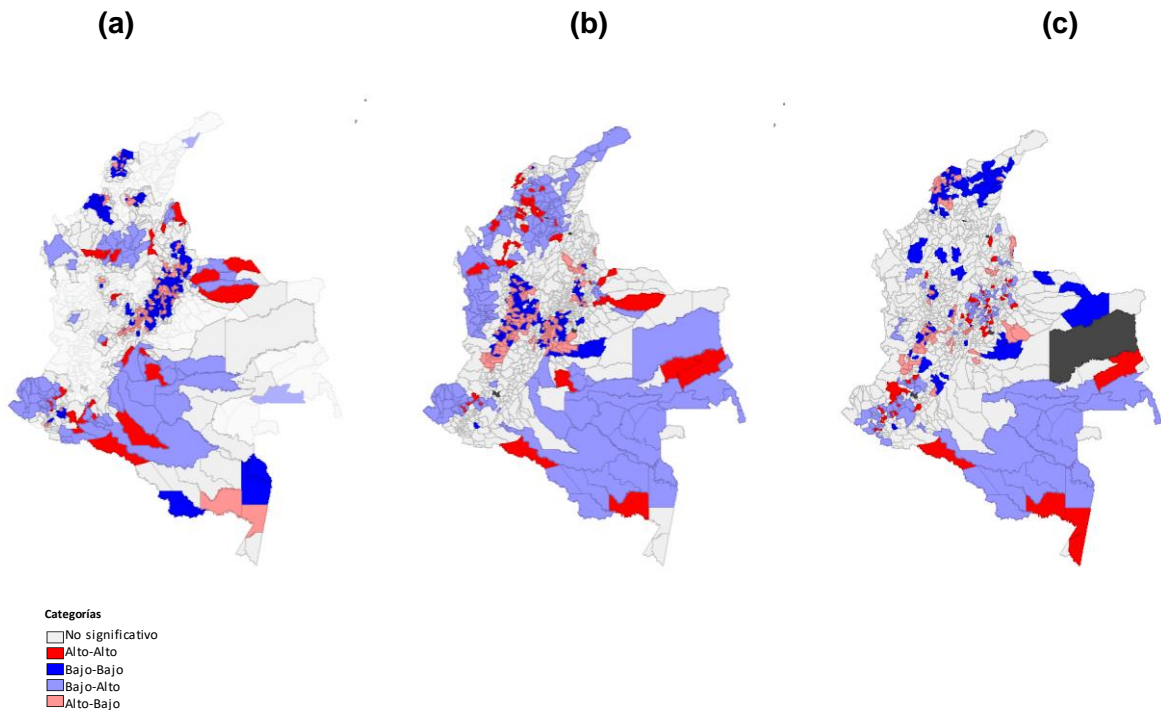 (a) (b) (c)
Categorías
No significativo
Alto-Alto
Bajo-Bajo
Bajo-Alto
Alto-Bajo